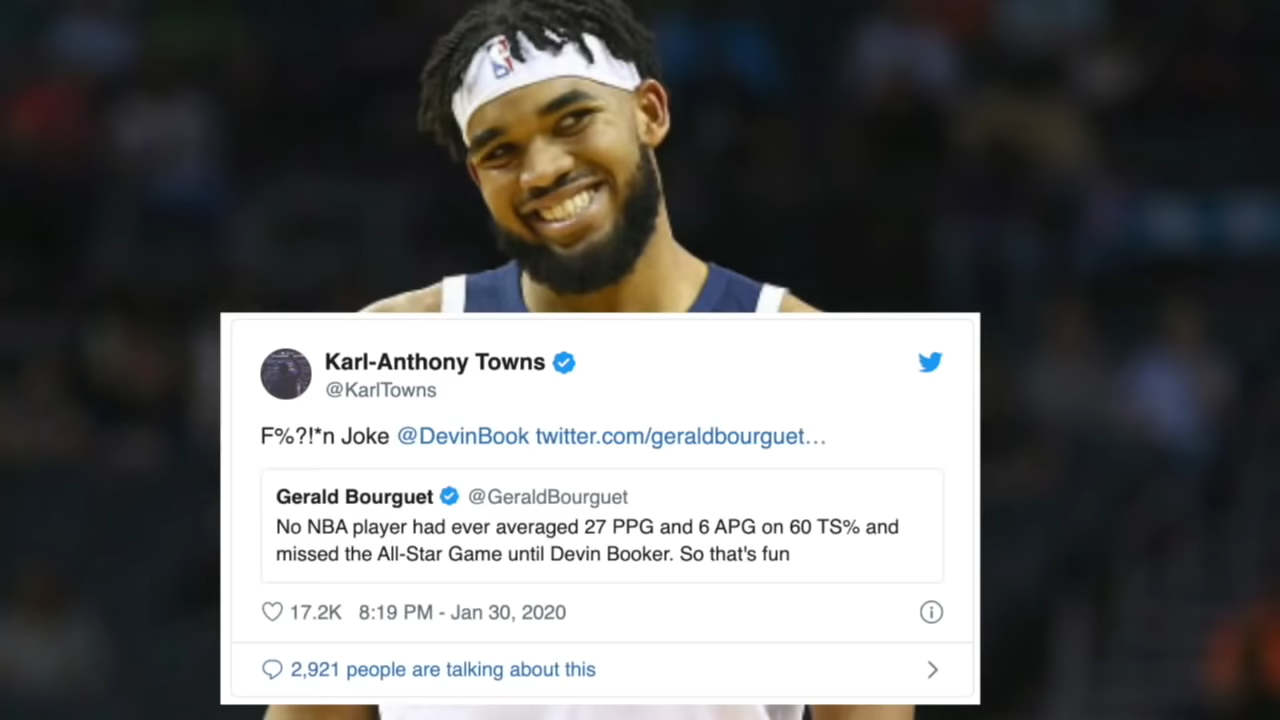 Karl-Anthony Towns
@KarlTowns
F%?!*n Joke @DevinBook twitter.com/geraldbourguet…
Gerald Bourguet @GeraldBourguet
No NBA player had ever averaged 27 PPG and 6 APG on 60 TS% and
missed the All-Star Game until Devin Booker. So that's fun
17.2K 8:19 PM - Jan 30, 2020
2,921 people are talking about this